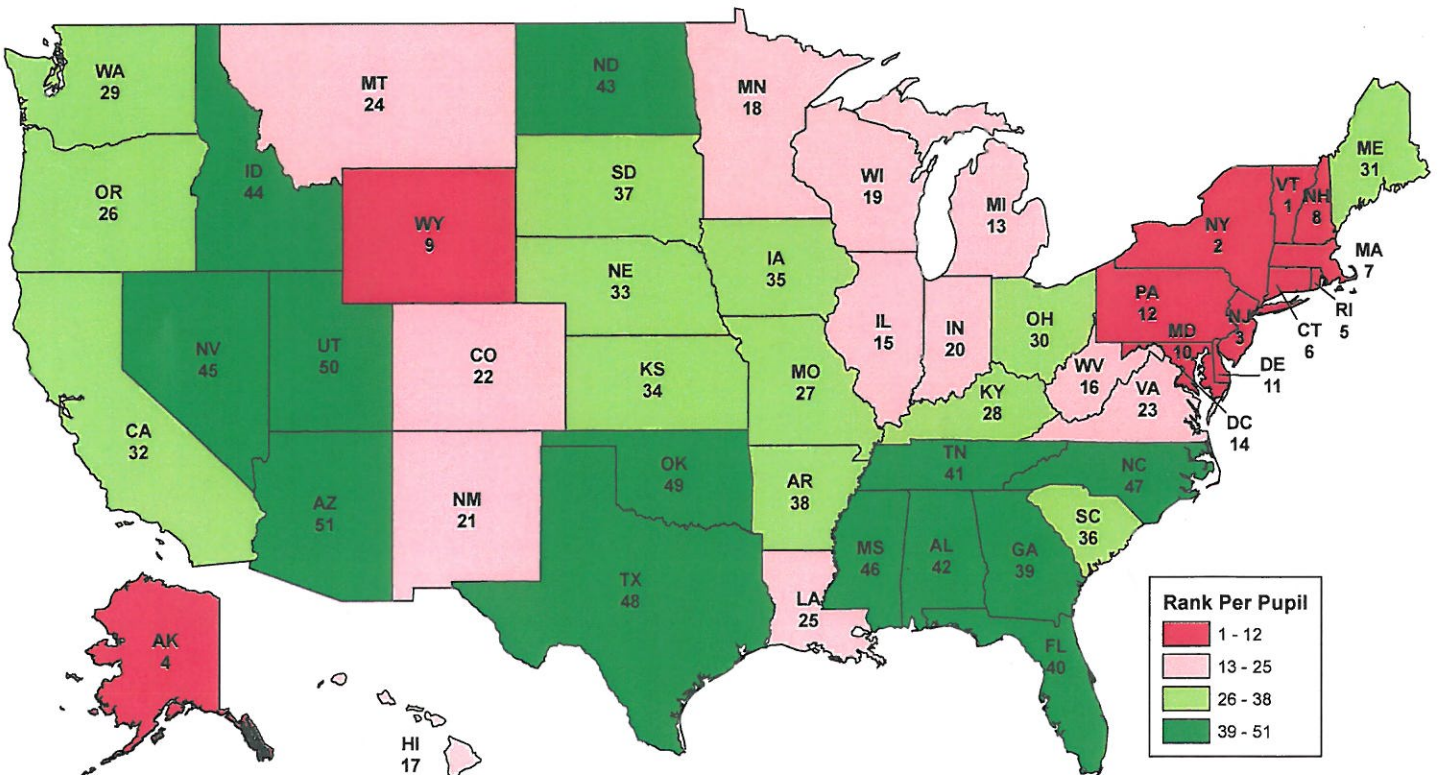 WA
29
MT
24
ND
43
MN
18
ME
31
OR
26
ID
44
SD
37
WI
19
MI
13
VT
1
NH
8
NY
2
WY
9
MA
7
NE
33
IA
35
PA
12
NJ
3
RI
5
CT
6
NV
45
UT
50
CO
22
IL
15
IN
20
OH
30
MD
10
DE
11
KS
34
MO
27
WV
16
VA
23
KY
28
DC
14
CA
32
AZ
51
NM
21
OK
49
AR
38
TN
41
NC
47
SC
36
TX
48
MS
46
AL
42
GA
39
LA
25
FL
40
AK
4
HI
17
Rank Per Pupil
1 - 12
13 - 25
26 - 38
39 - 51